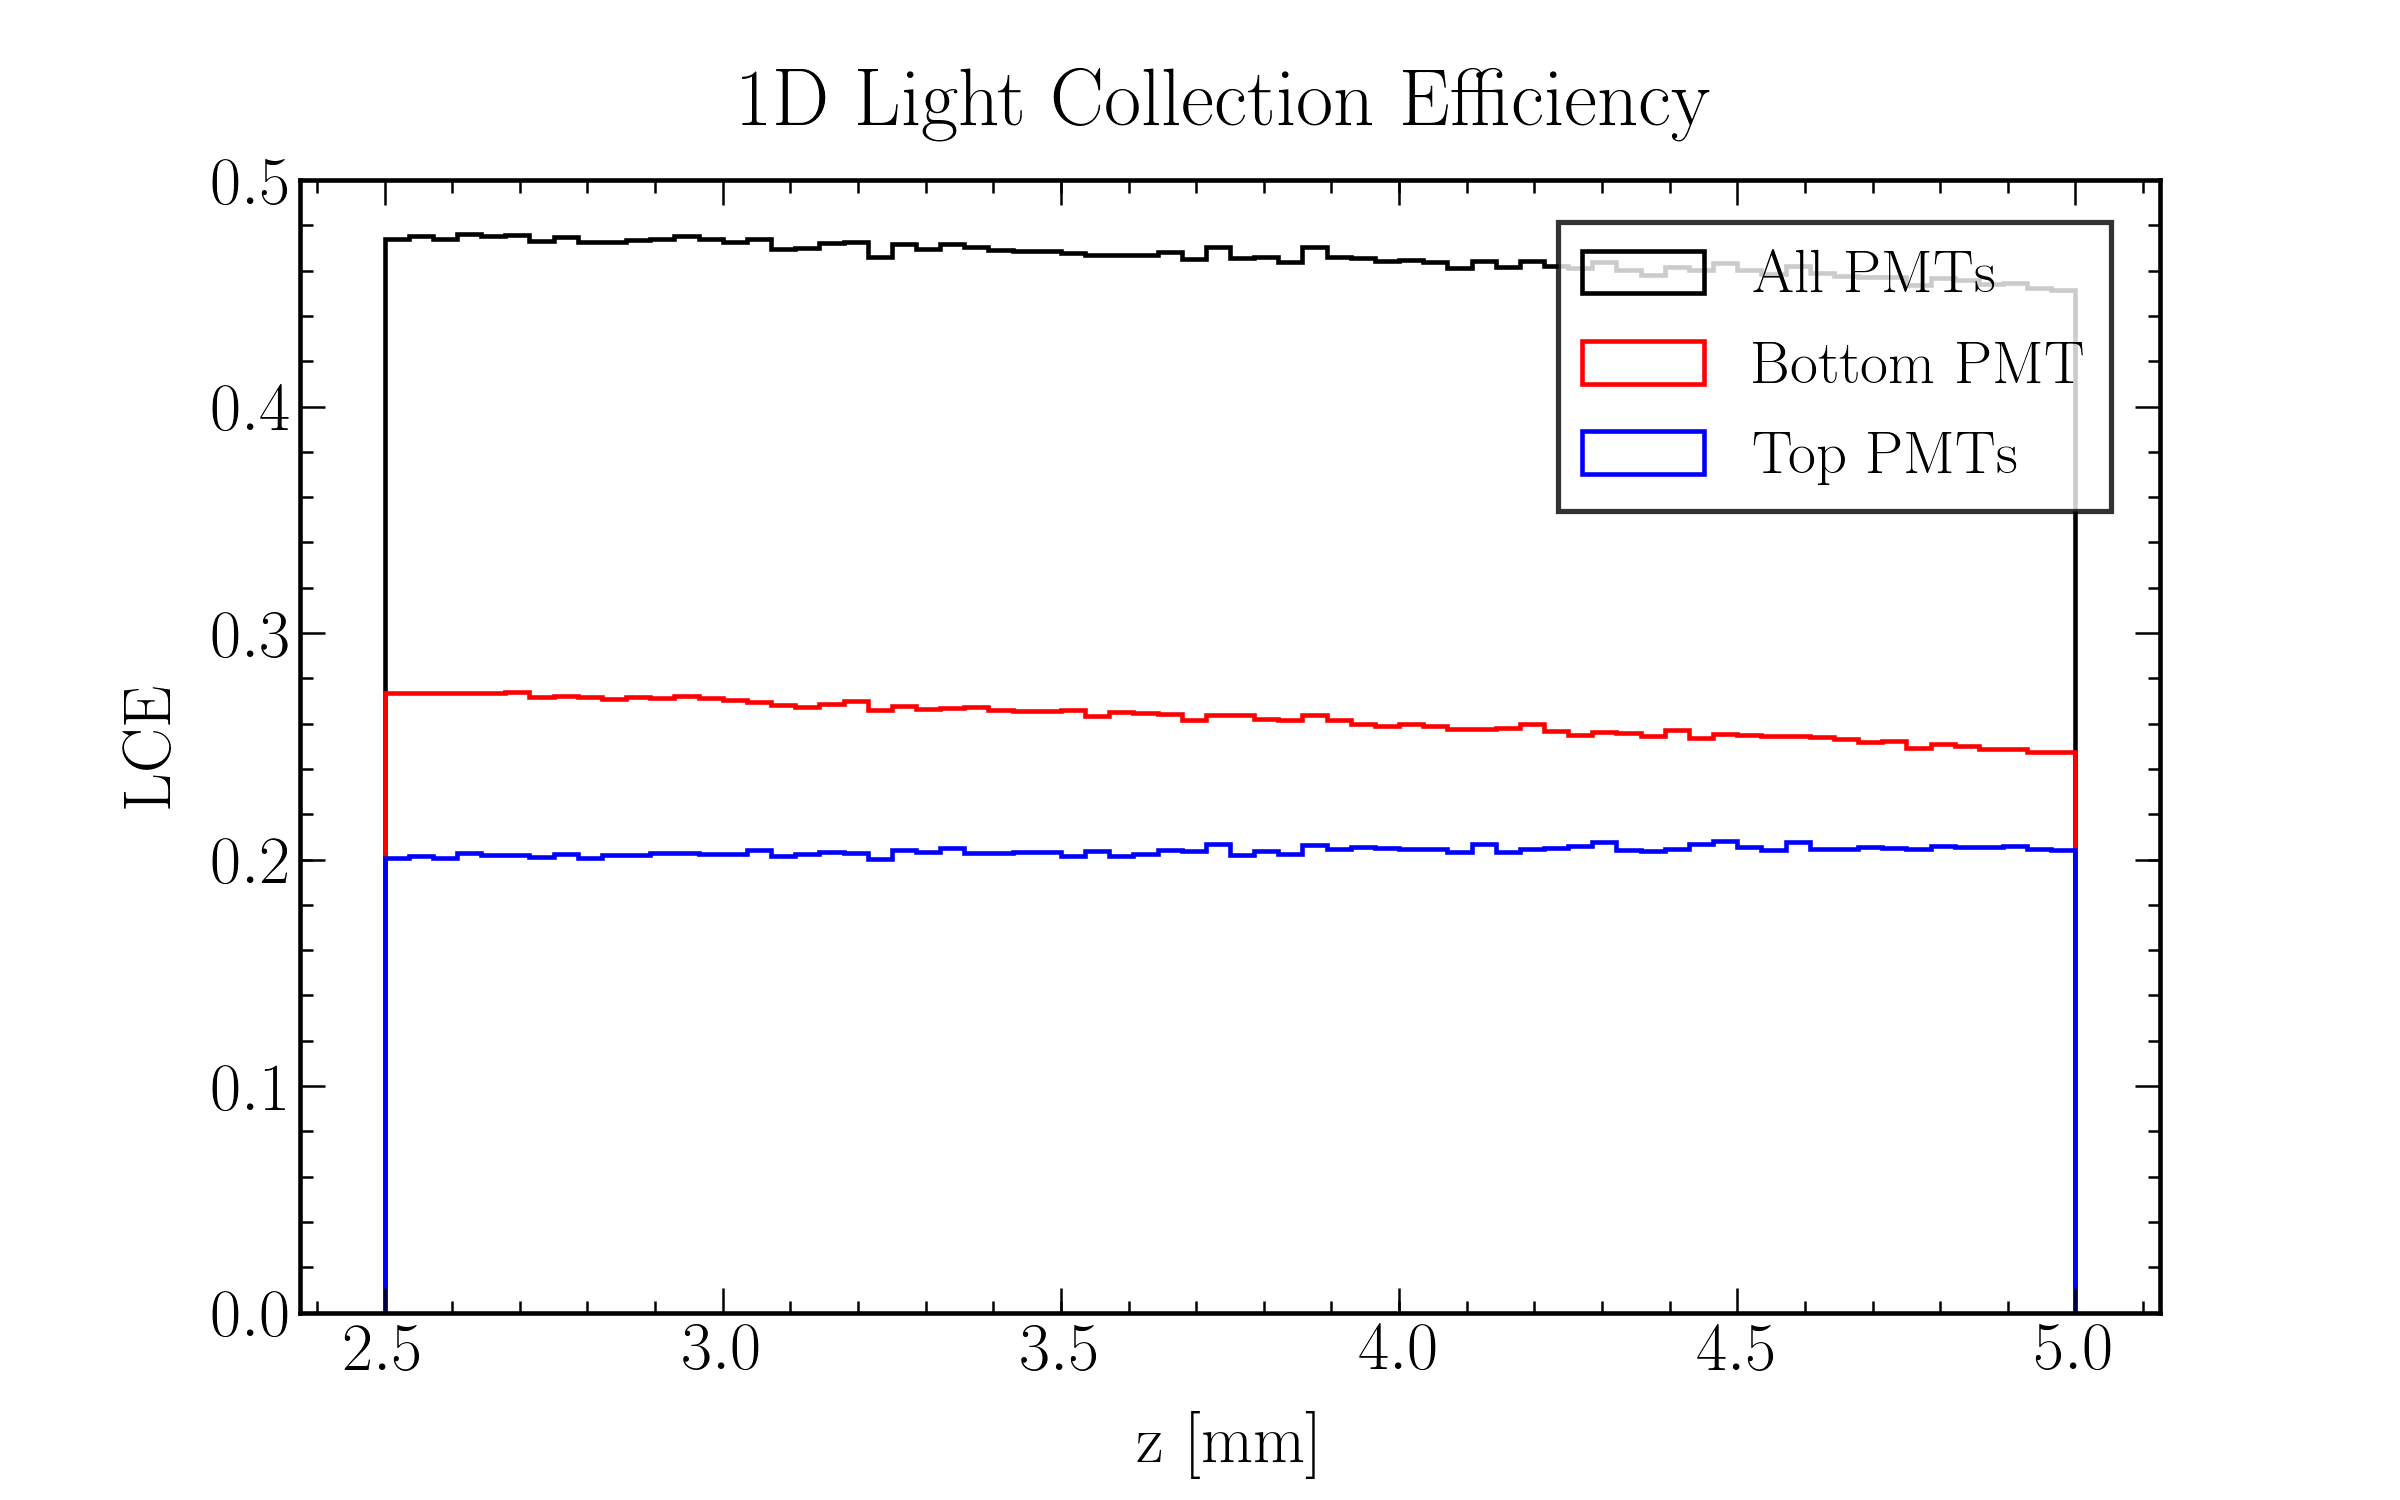 1D Light Collection Efficiency
0.5
0.4
0.3
0.2
0.1
0.0
LCE
All PMTs
Bottom PMT
Top PMTs
2.5 3.0 3.5 4.0 4.5 5.0
z [mm]